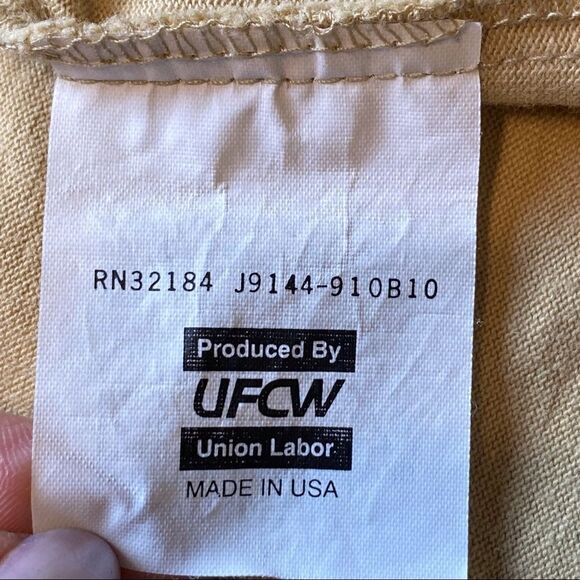 RN32184 J9144-910B10
Produced By
UFCW
Union Labor
MADE IN USA